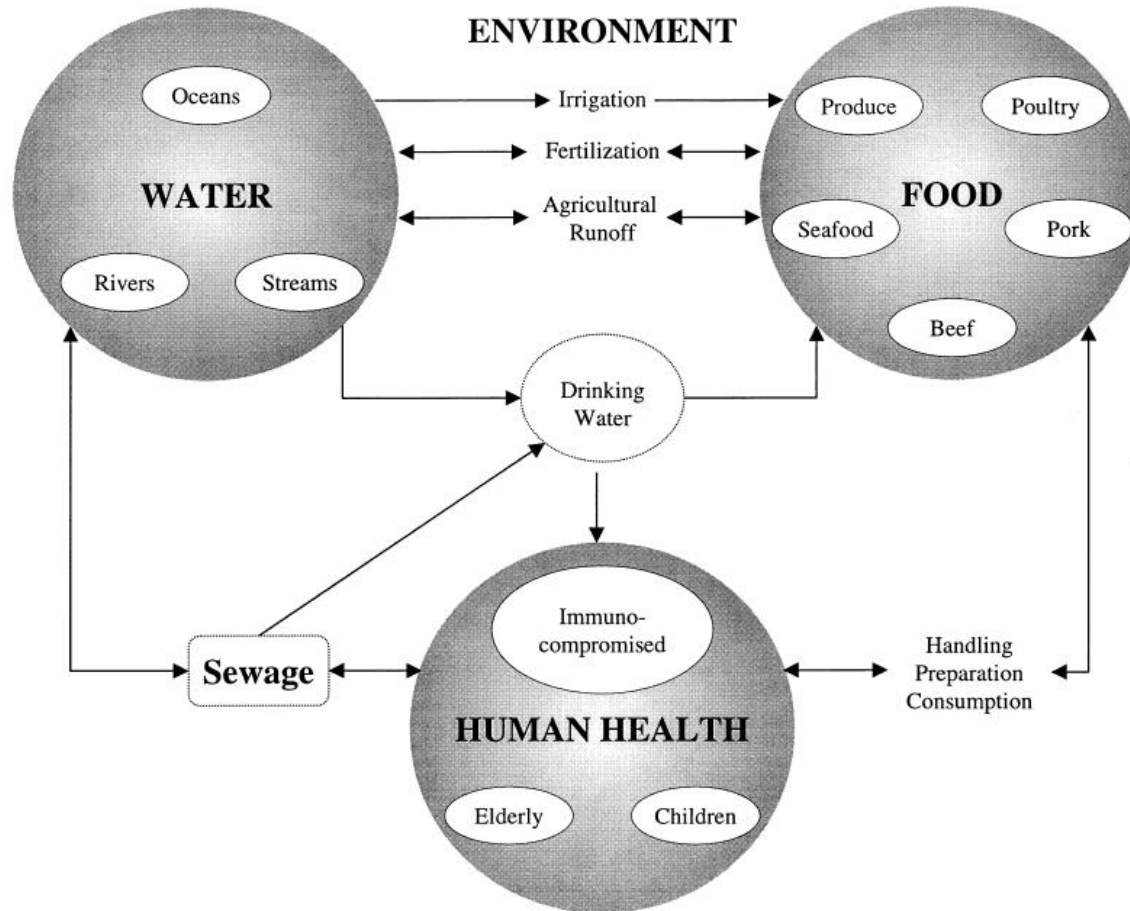 ENVIRONMENT
Oceans
WATER
Rivers
Streams
Irrigation
Fertilization
Agricultural
Runoff
Produce
Poultry
FOOD
Seafood
Pork
Beef
Drinking
Water
Sewage
Immuno-
compromised
HUMAN HEALTH
Elderly
Children
Handling
Preparation
Consumption